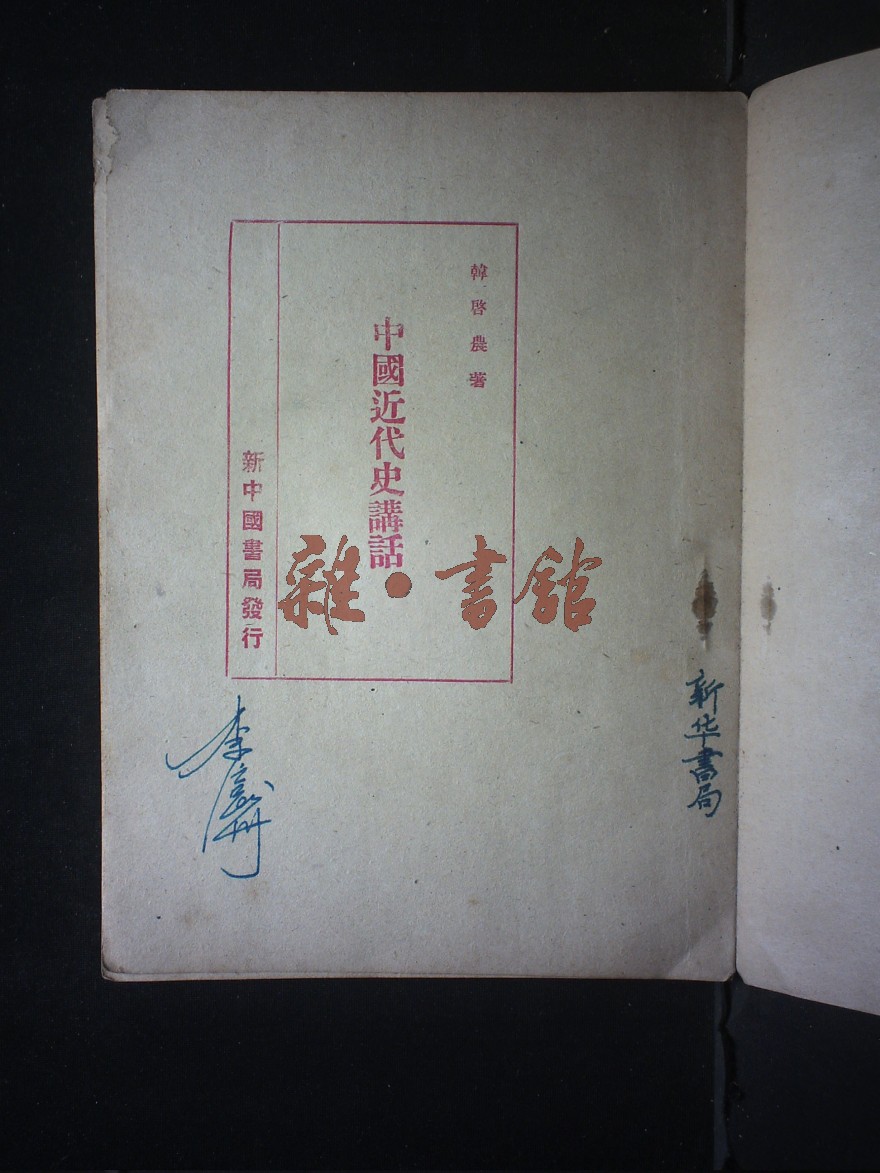 韓啓農著
中國近代史講話
新中國書局發行
雜·書館
新华書局